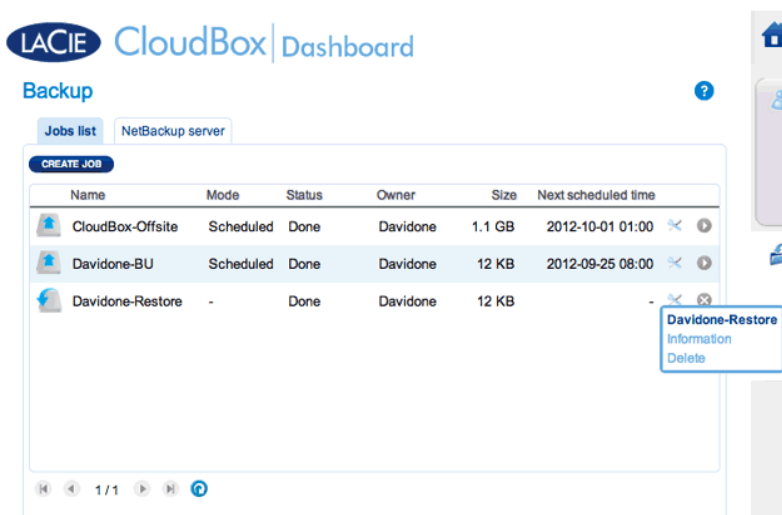 LACIE CloudBox Dashboard
Backup
?
Jobs list NetBackup server
CREATE JOB
Name Mode Status Owner Size Next scheduled time
CloudBox-Offsite Scheduled Done Davidone 1.1 GB 2012-10-01 01:00
Davidone-BU Scheduled Done Davidone 12 KB 2012-09-25 08:00
Davidone-Restore - Done Davidone 12 KB -
Davidone-Restore
Information
Delete
1/1